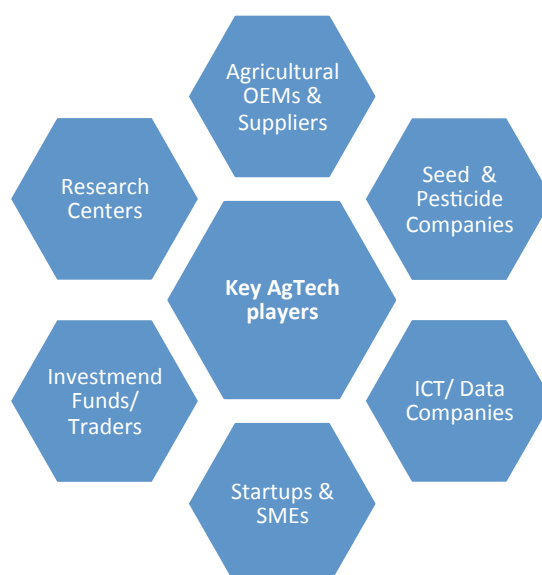 Agricultural
OEMs &
Suppliers
Research
Centers
Seed &
Pesticide
Companies
Key AgTech
players
Investmend
Funds/
Traders
ICT/ Data
Companies
Startups &
SMEs